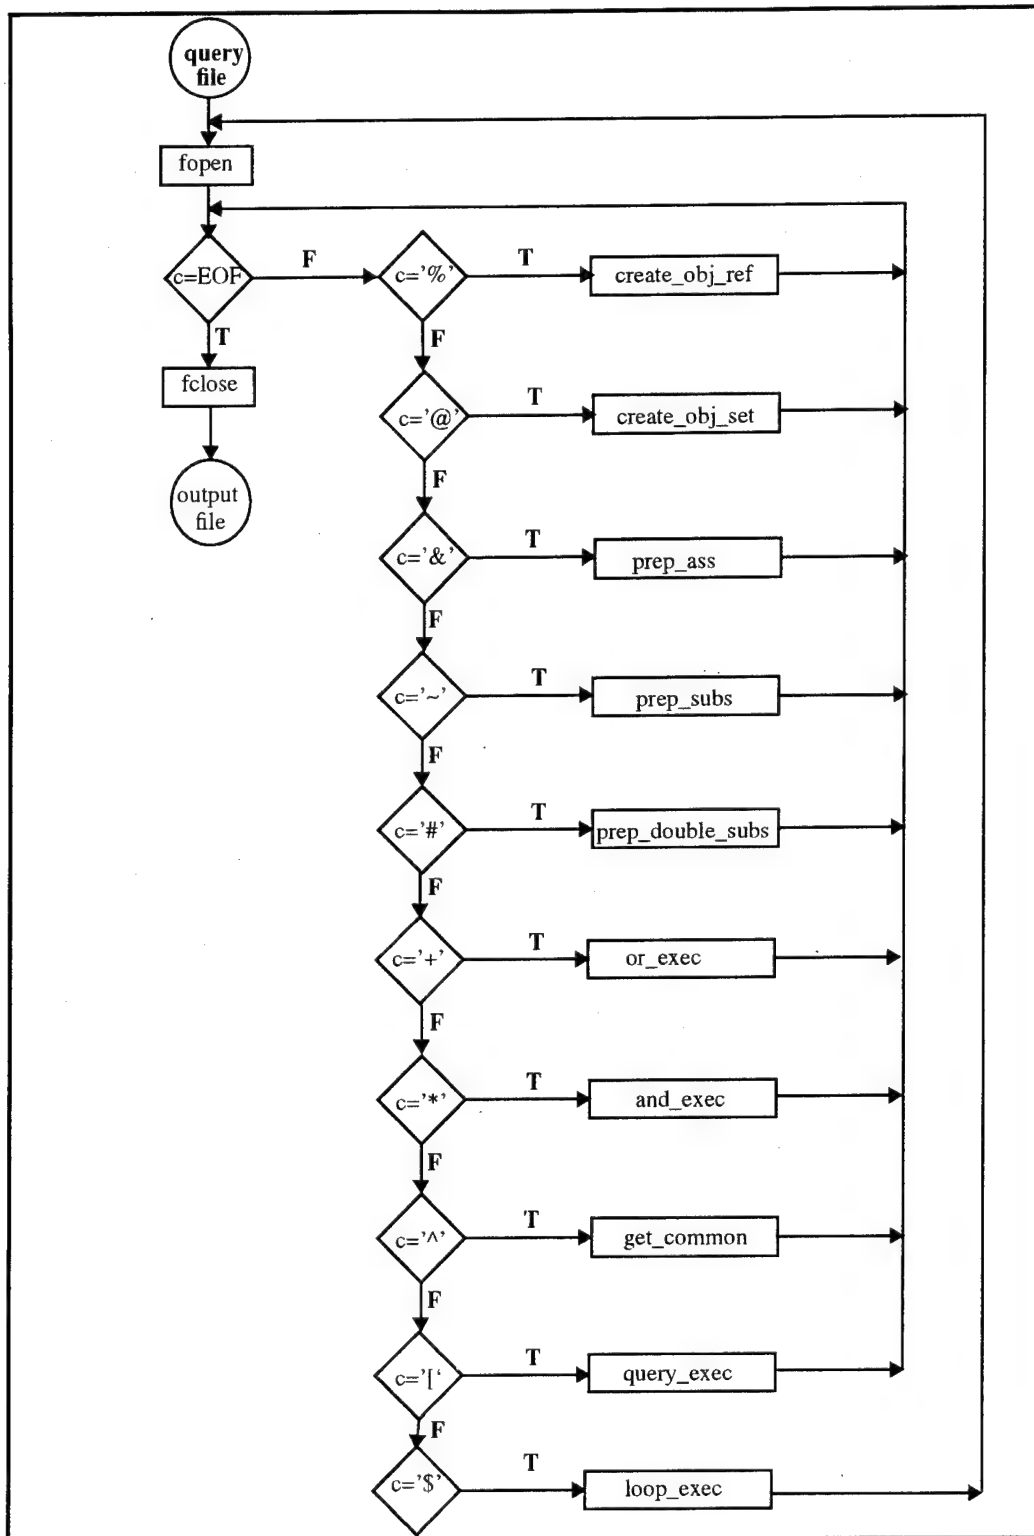 query
file
fopen
c=EOF
F
c='%'
T
create_obj_ref
T
F
fclose
c='@'
T
create_obj_set
F
output
file
c='&'
T
prep_ass
F
c='~'
T
prep_subs
F
c='#'
T
prep_double_subs
F
c='+'
T
or_exec
F
c='*'
T
and_exec
F
c='^'
T
get_common
F
c='[‘
T
query_exec
F
c='$'
T
loop_exec